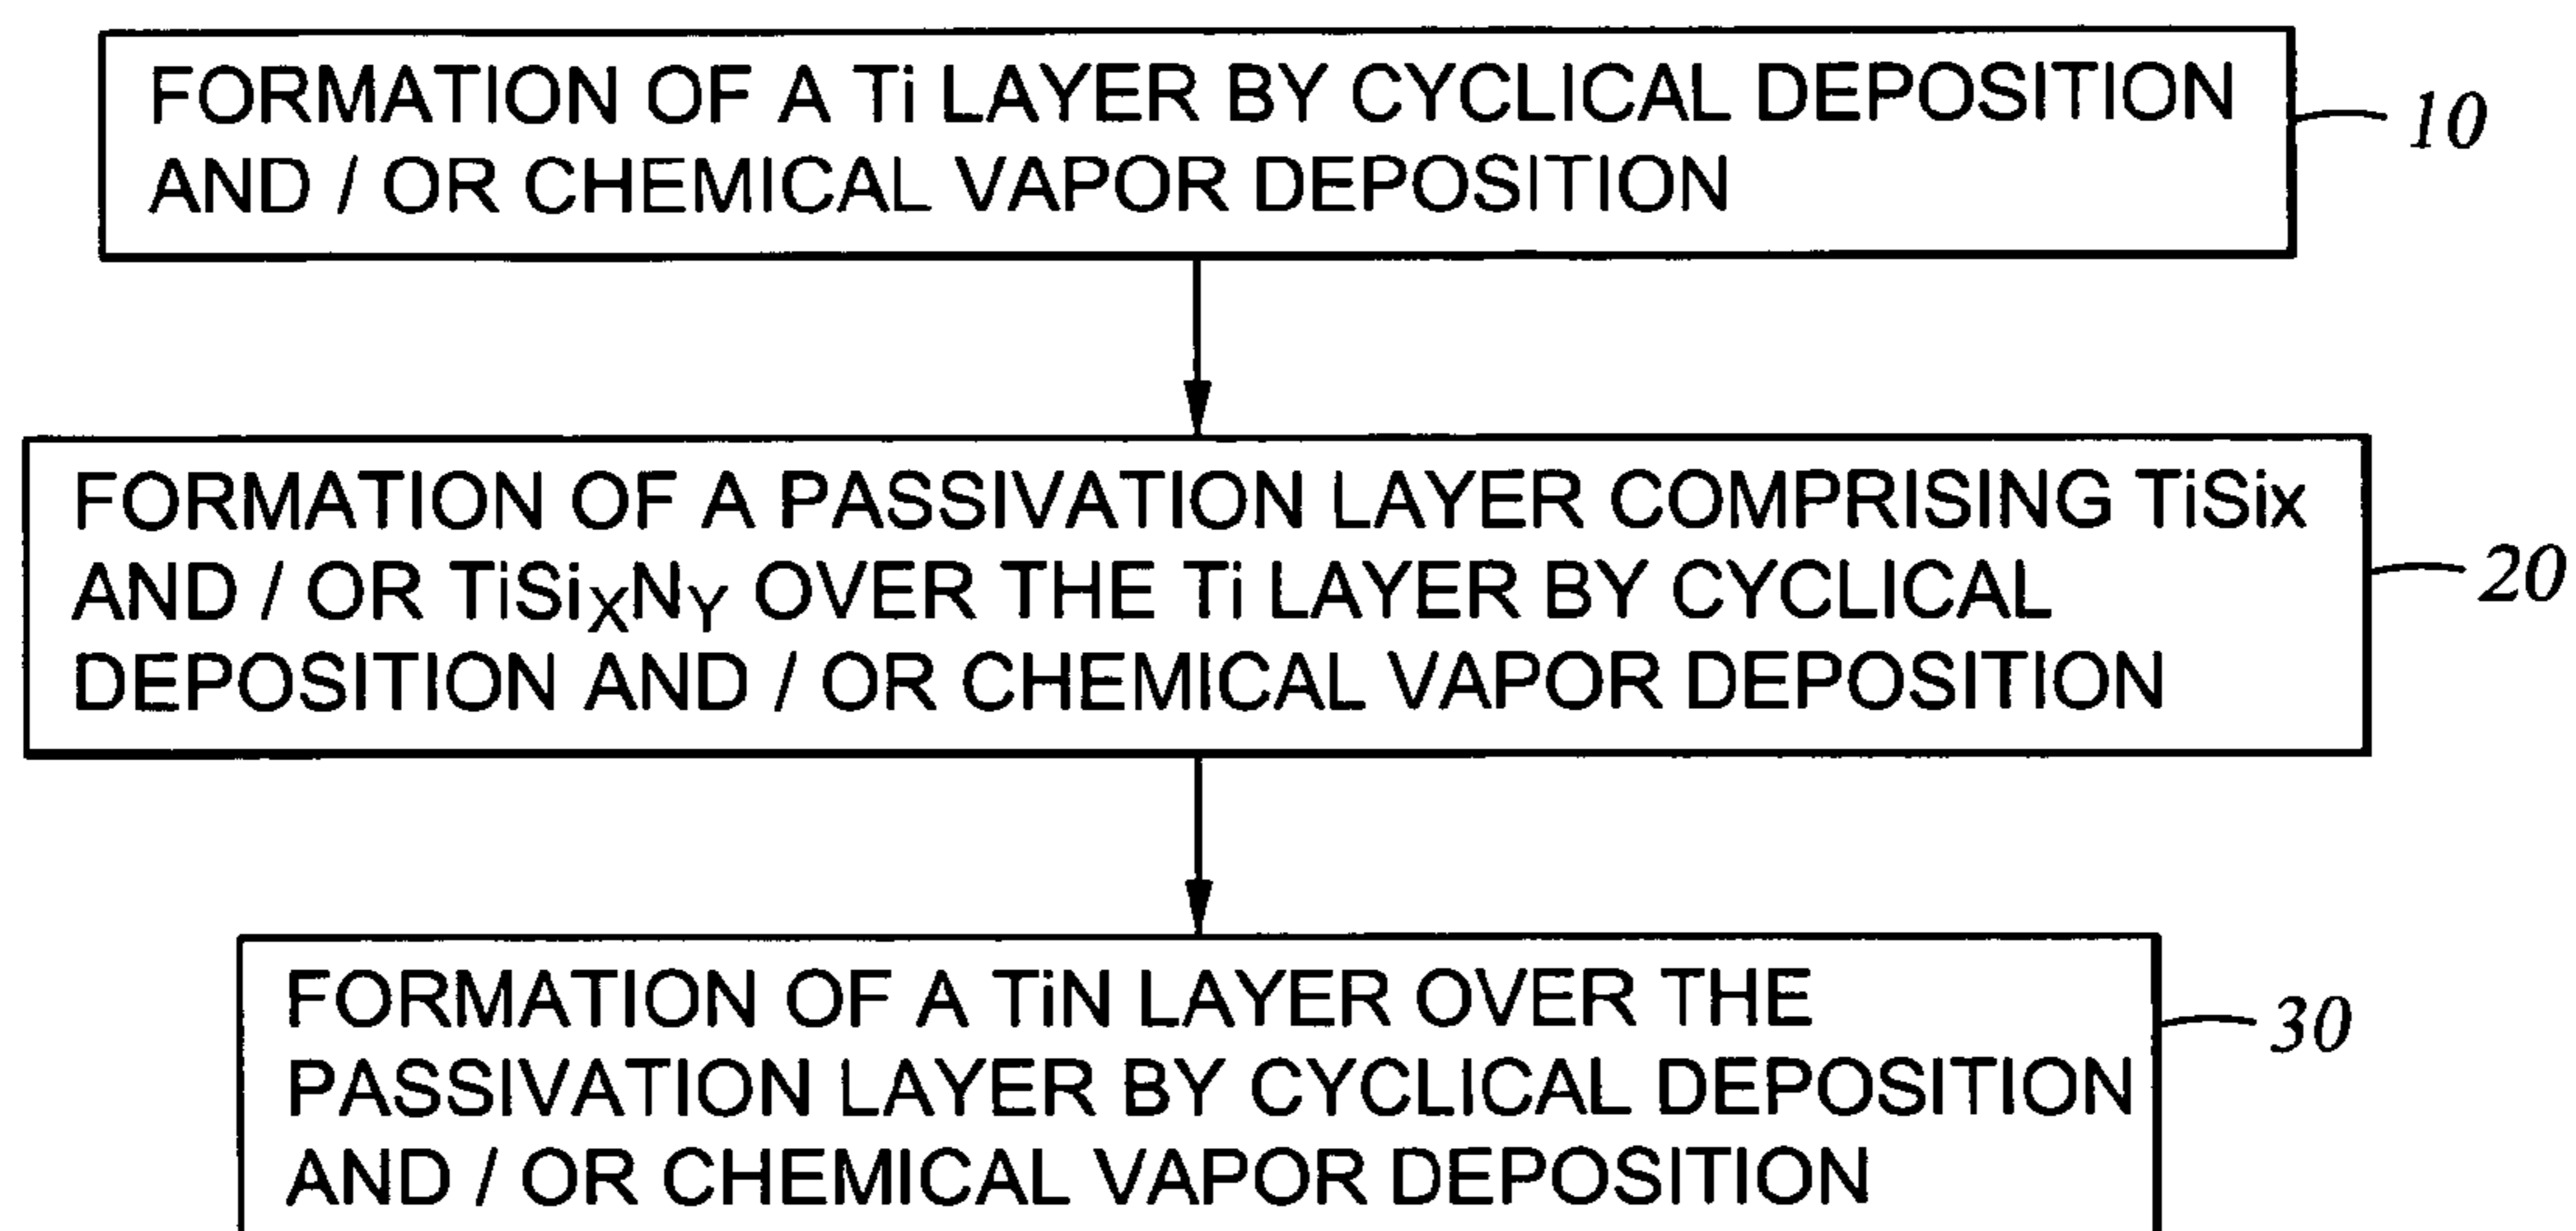 FORMATION OF A Ti LAYER BY CYCLICAL DEPOSITION
AND / OR CHEMICAL VAPOR DEPOSITION
10
FORMATION OF A PASSIVATION LAYER COMPRISING TiSix
AND / OR TiSiXNY OVER THE Ti LAYER BY CYCLICAL
DEPOSITION AND / OR CHEMICAL VAPOR DEPOSITION
20
FORMATION OF A TiN LAYER OVER THE
PASSIVATION LAYER BY CYCLICAL DEPOSITION
AND / OR CHEMICAL VAPOR DEPOSITION
30